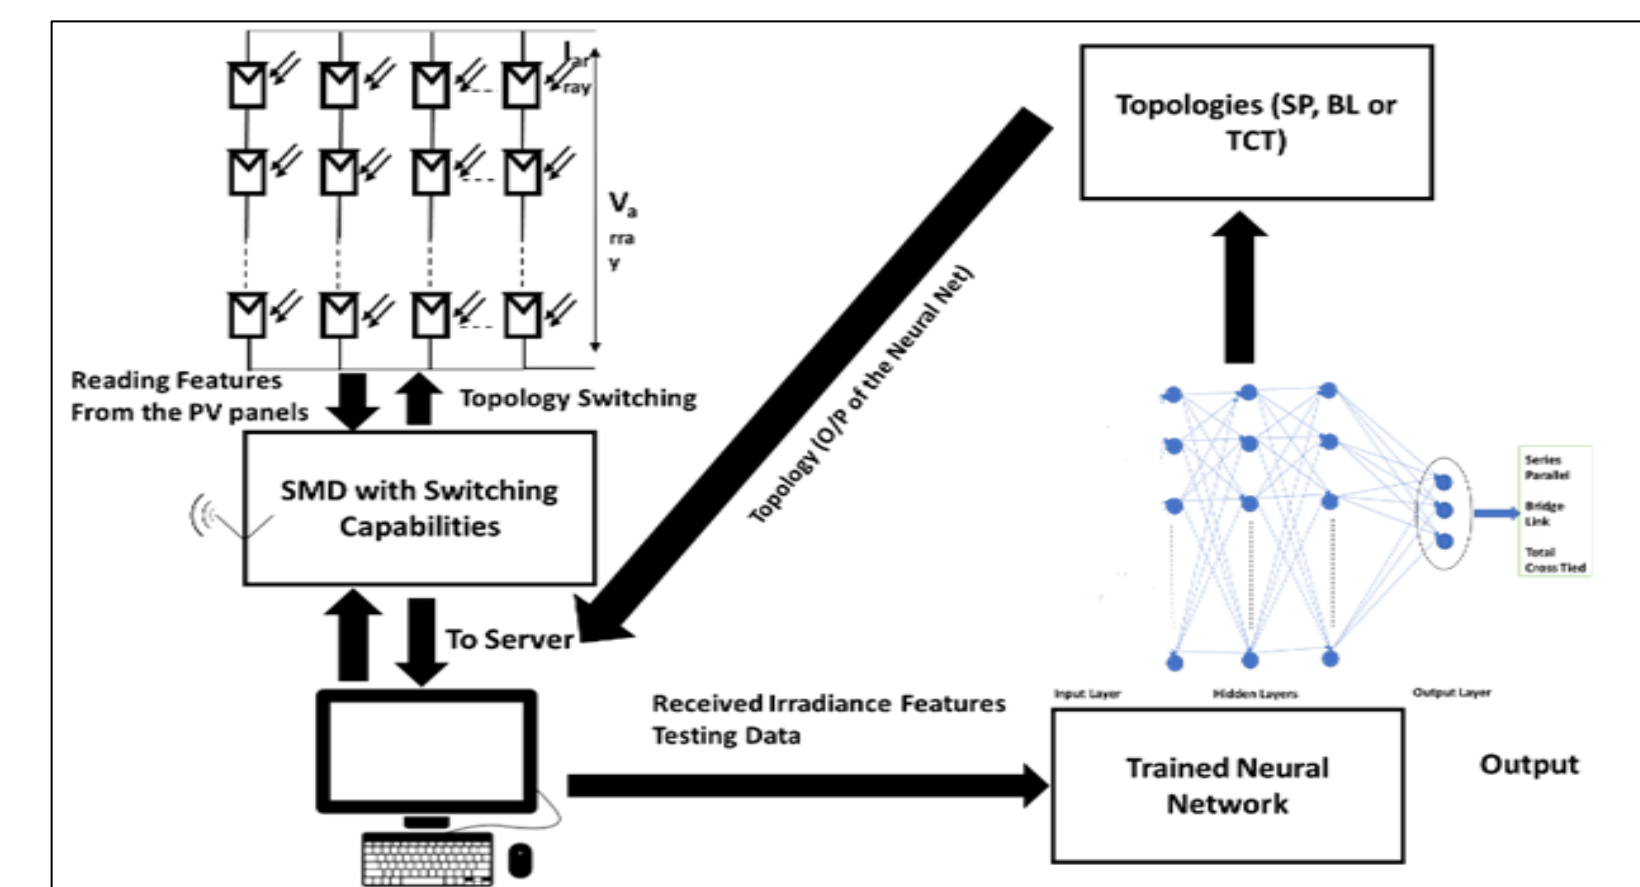 I
ar
ray
Topologies (SP, BL or
TCT)
Va
rra
y
Topology (O/P of the Neural Net)
Reading Features
From the PV panels
Topology Switching
SMD with Switching
Capabilities
Series
Parallel
Bridge
Link
Total
Cross Tied
To Server
Input Layer
Hidden Layers
Output Layer
Received Irradiance Features
Testing Data
Trained Neural
Network
Output